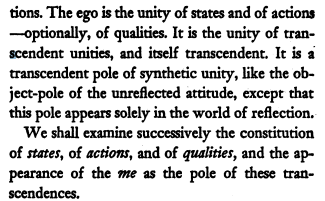 tions. The ego is the unity of states and of actions
—optionally, of qualities. It is the unity of tran-
scendent unities, and itself transcendent. It is a
transcendent pole of synthetic unity, like the ob-
ject-pole of the unreflected attitude, except that
this pole appears solely in the world of reflection.
We shall examine successively the constitution
of states, of actions, and of qualities, and the ap-
pearance of the me as the pole of these tran-
scendences.